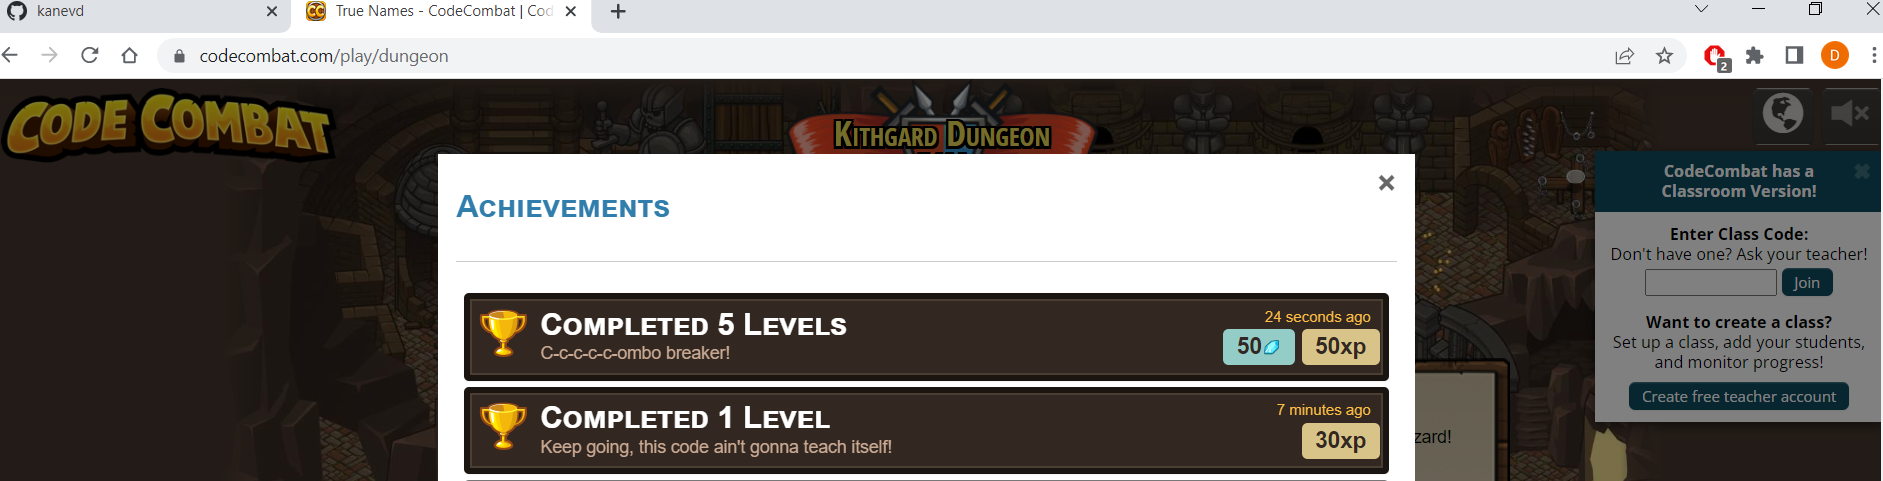 kanevd
True Names - CodeCombat | Cod
codecombat.com/play/dungeon
2
D
CODE COMBAT
KITHGARD DUNGEON
CodeCombat has a
Classroom Version!
ACHIEVEMENTS
Enter Class Code:
Don't have one? Ask your teacher!
Join
COMPLETED 5 LEVELS
24 seconds ago
C-c-c-c-c-ombo breaker!
50
50xp
Want to create a class?
Set up a class, add your students,
and monitor progress!
Create free teacher account
COMPLETED 1 LEVEL
7 minutes ago
Keep going, this code ain't gonna teach itself!
30xp
zard!